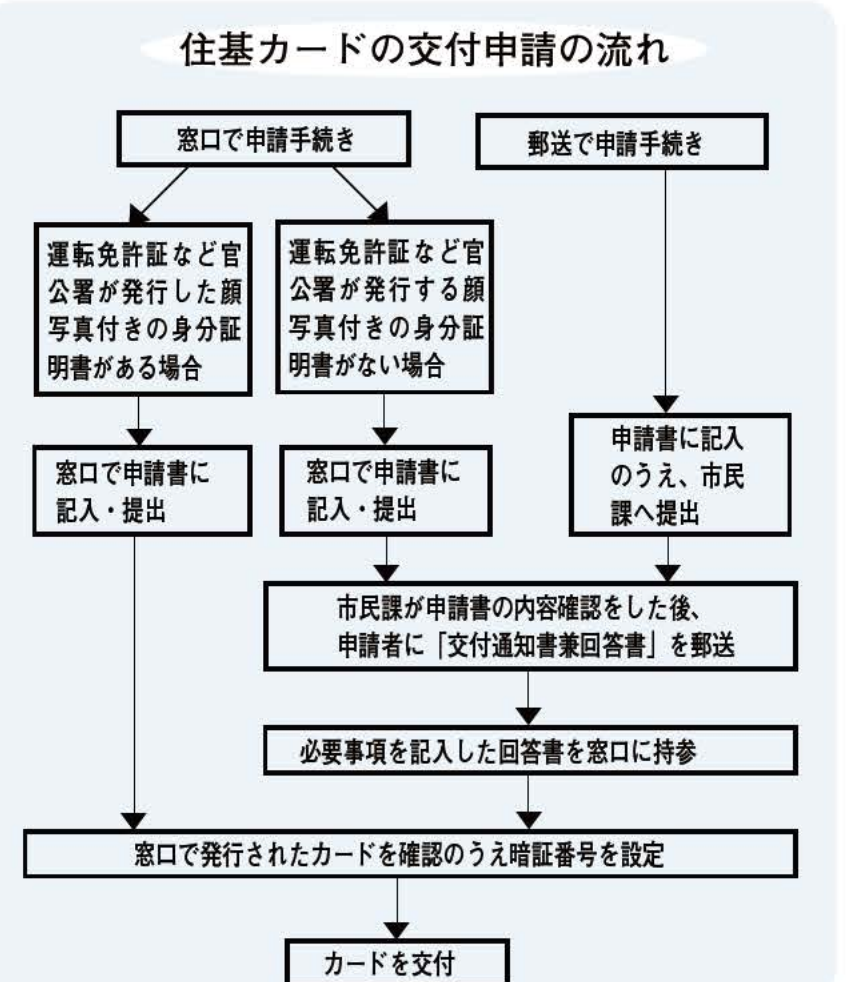 住基カードの交付申請の流れ
窓口で申請手続き
郵送で申請手続き
運転免許証など官
公署が発行した顔
写真付きの身分証
明書がある場合
運転免許証など官
公署が発行する顔
写真付きの身分証
明書がない場合
窓口で申請書に
記入・提出
窓口で申請書に
記入・提出
申請書に記入
のうえ、市民
課へ提出
市民課が申請書の内容確認をした後、
申請者に「交付通知書兼回答書」を郵送
必要事項を記入した回答書を窓口に持参
窓口で発行されたカードを確認のうえ暗証番号を設定
カードを交付